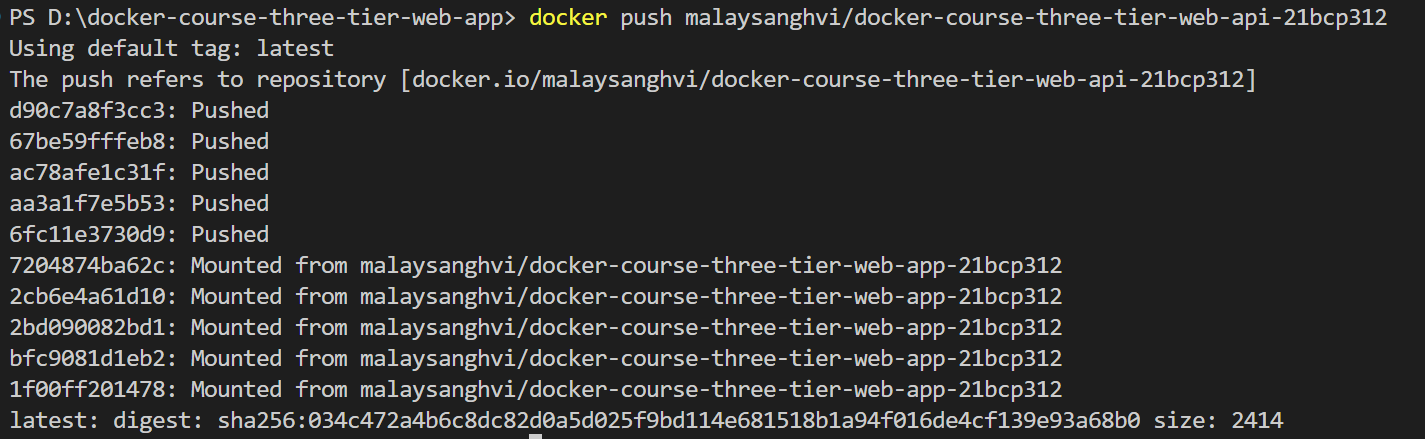 PS D:\docker-course-three-tier-web-app> docker push malaysanghvi/docker-course-three-tier-web-api-21bcp312
Using default tag: latest
The push refers to repository [docker.io/malaysanghvi/docker-course-three-tier-web-api-21bcp312]
d90c7a8f3cc3: Pushed
67be59fffeb8: Pushed
ac78afe1c31f: Pushed
aa3a1f7e5b53: Pushed
6fc11e3730d9: Pushed
7204874ba62c: Mounted from malaysanghvi/docker-course-three-tier-web-app-21bcp312
2cb6e4a61d10: Mounted from malaysanghvi/docker-course-three-tier-web-app-21bcp312
2bd090082bd1: Mounted from malaysanghvi/docker-course-three-tier-web-app-21bcp312
bfc9081d1eb2: Mounted from malaysanghvi/docker-course-three-tier-web-app-21bcp312
1f00ff201478: Mounted from malaysanghvi/docker-course-three-tier-web-app-21bcp312
latest: digest: sha256:034c472a4b6c8dc82d0a5d025f9bd114e681518b1a94f016de4cf139e93a68b0 size: 2414